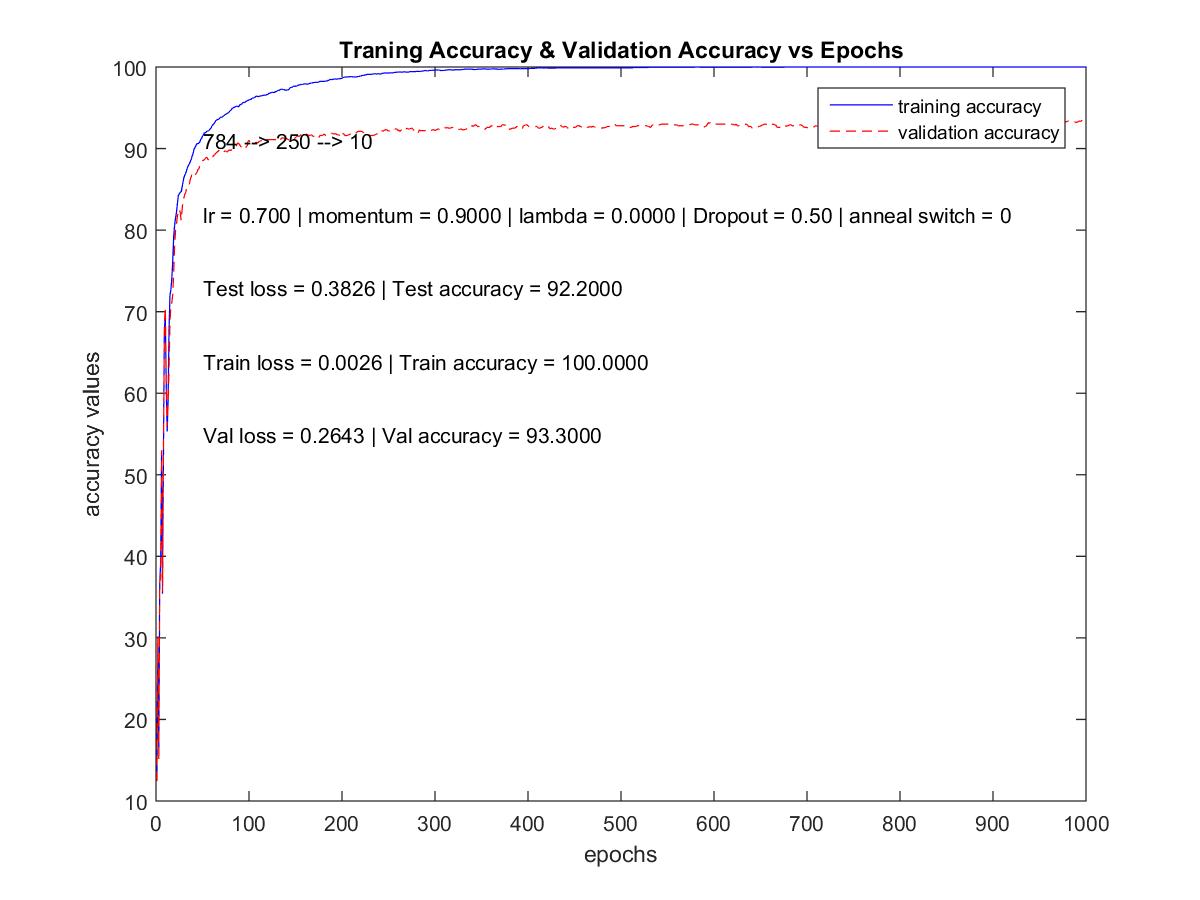 Traning Accuracy & Validation Accuracy vs Epochs
100
90
80
70
60
50
40
30
20
10
accuracy values
training accuracy
validation accuracy
784 --> 250 --> 10
lr = 0.700 | momentum = 0.9000 | lambda = 0.0000 | Dropout = 0.50 | anneal switch = 0
Test loss = 0.3826 | Test accuracy = 92.2000
Train loss = 0.0026 | Train accuracy = 100.0000
Val loss = 0.2643 | Val accuracy = 93.3000
0 100 200 300 400 500 600 700 800 900 1000
epochs